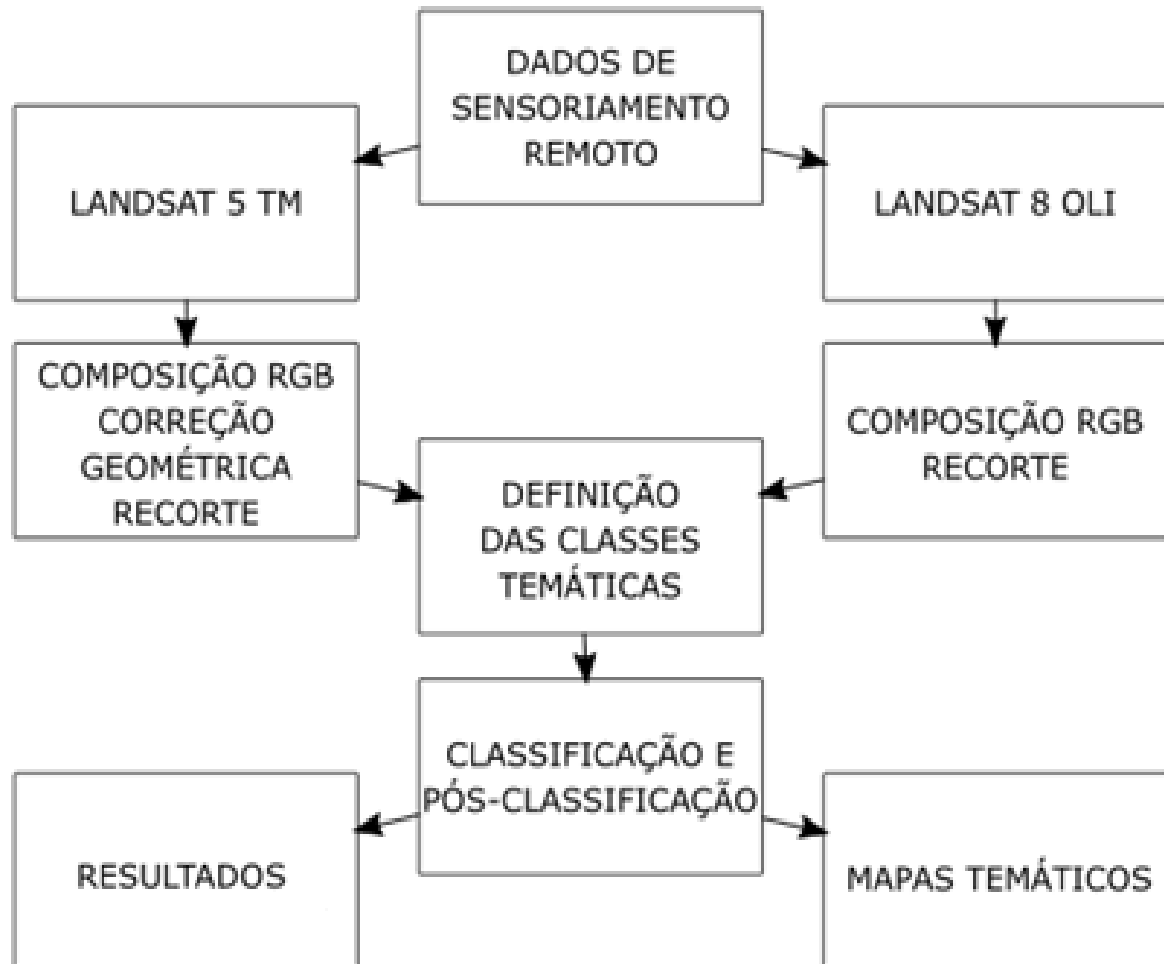 DADOS DE
SENSORIAMENTO
REMOTO
LANDSAT 5 TM
LANDSAT 8 OLI
COMPOSIÇÃO RGB
CORREÇÃO
GEOMÉTRICA
RECORTE
COMPOSIÇÃO RGB
RECORTE
DEFINIÇÃO
DAS CLASSES
TEMÁTICAS
CLASSIFICAÇÃO E
PÓS-CLASSIFICAÇÃO
RESULTADOS
MAPAS TEMÁTICOS